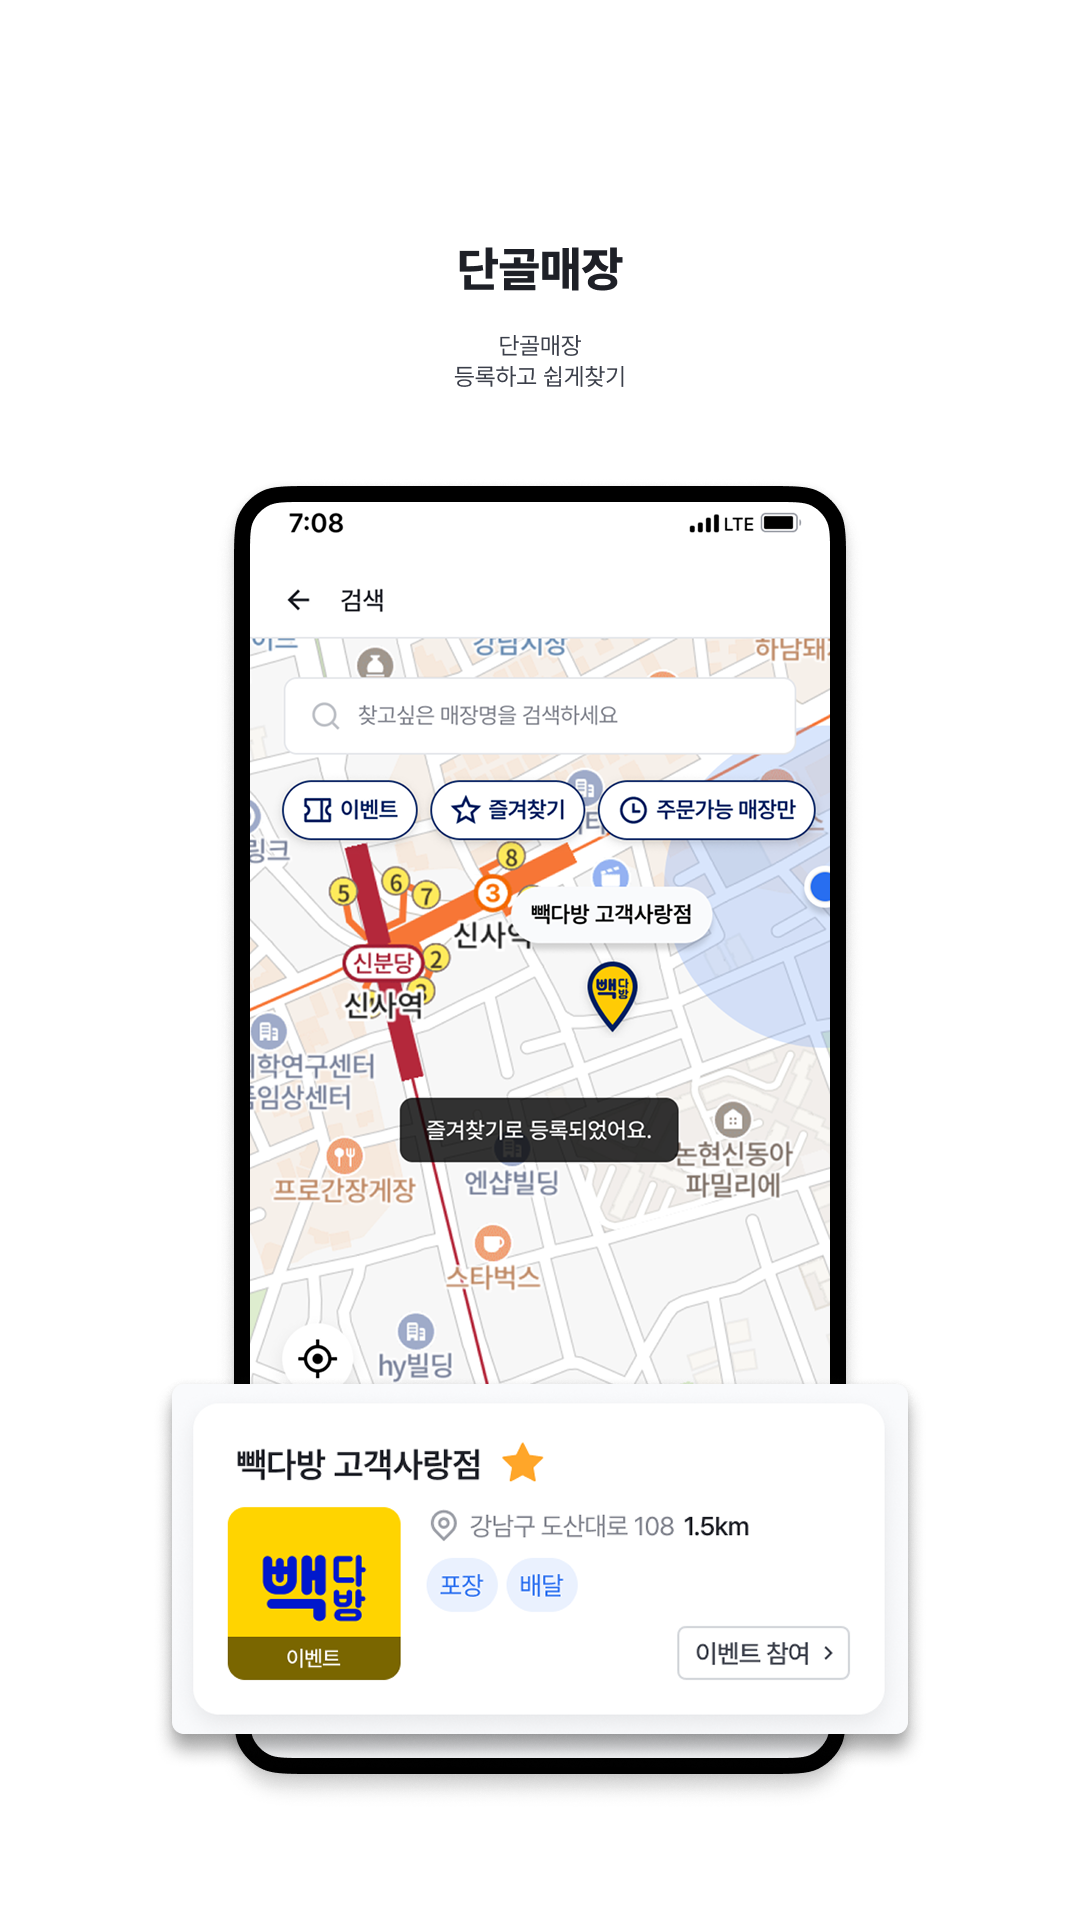 단골매장
단골매장
등록하고 쉽게찾기
7:08
LTE
검색
강남시장
찾고싶은 매장명을 검색하세요
이벤트
즐겨찾기
주문가능 매장만
링크
8
5
6
7
3
신사역
빽다방 고객사랑점
신분당
2
신사역
빽다방
학연구센터
임상센터
즐겨찾기로 등록되었어요.
논현신동아
파밀리에
프로간장게장
엔샵빌딩
스타벅스
hy빌딩
빽다방 고객사랑점
강남구 도산대로 108 1.5km
빽다방
포장
배달
이벤트
이벤트 참여